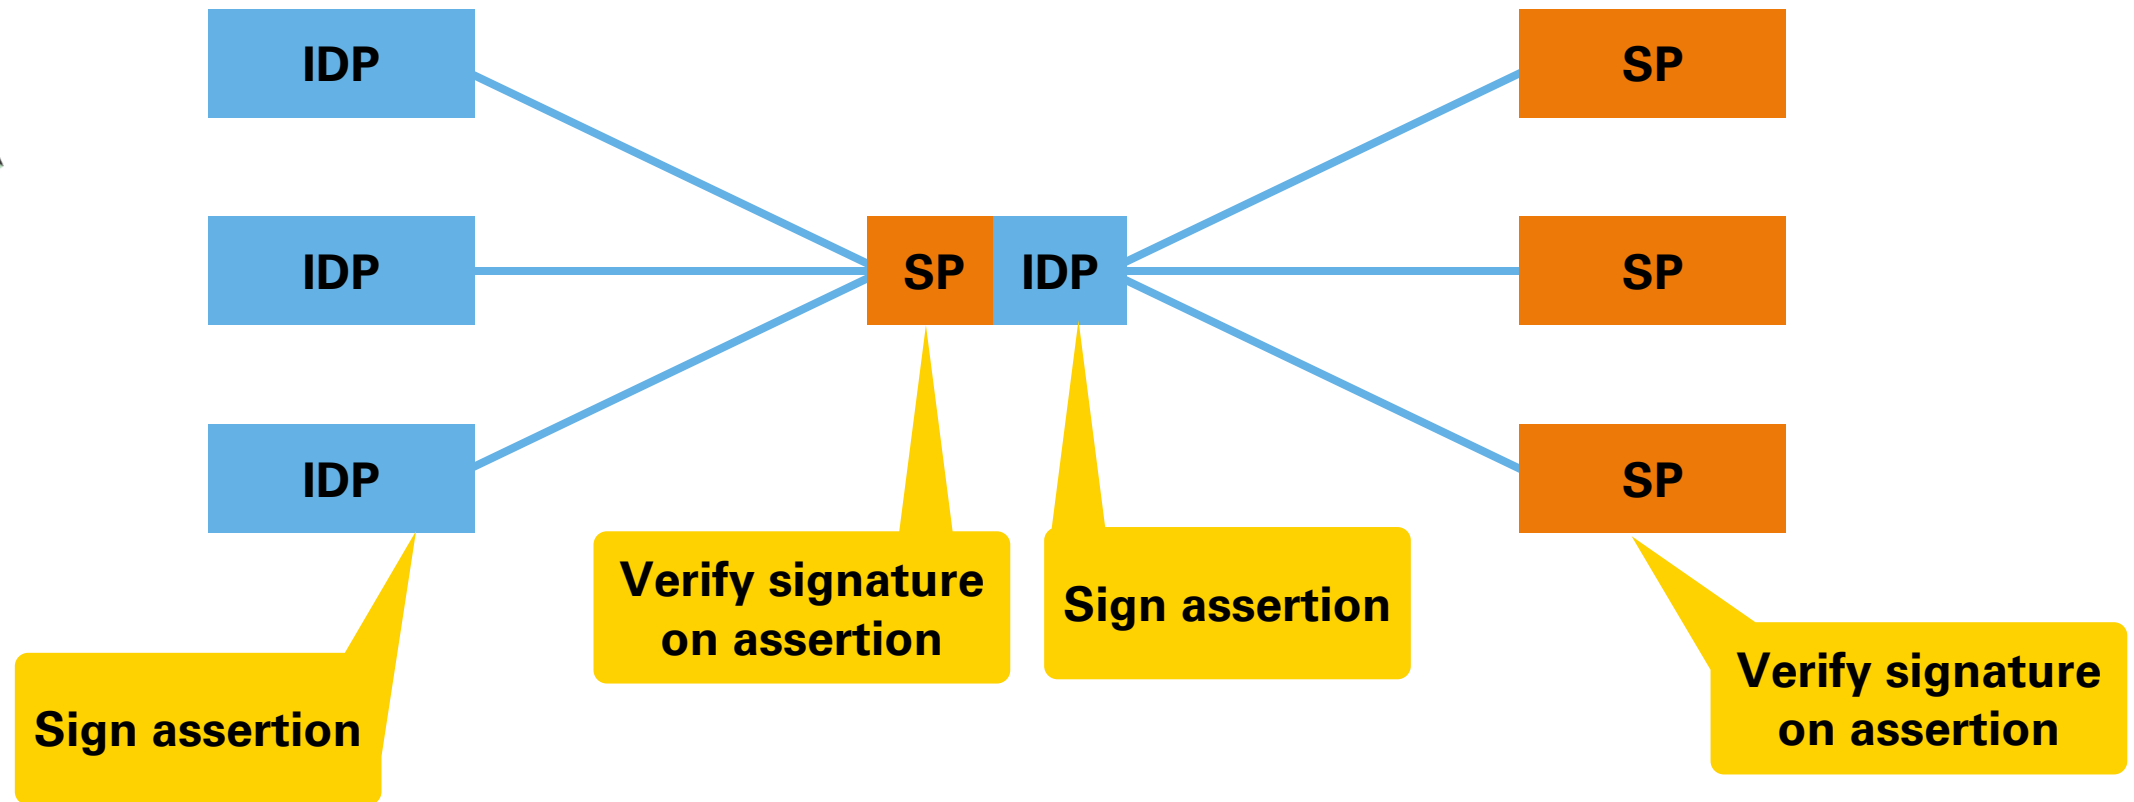 IDP
SP
IDP
SP
IDP
SP
IDP
SP
Verify signature
on assertion
Sign assertion
Sign assertion
Verify signature
on assertion